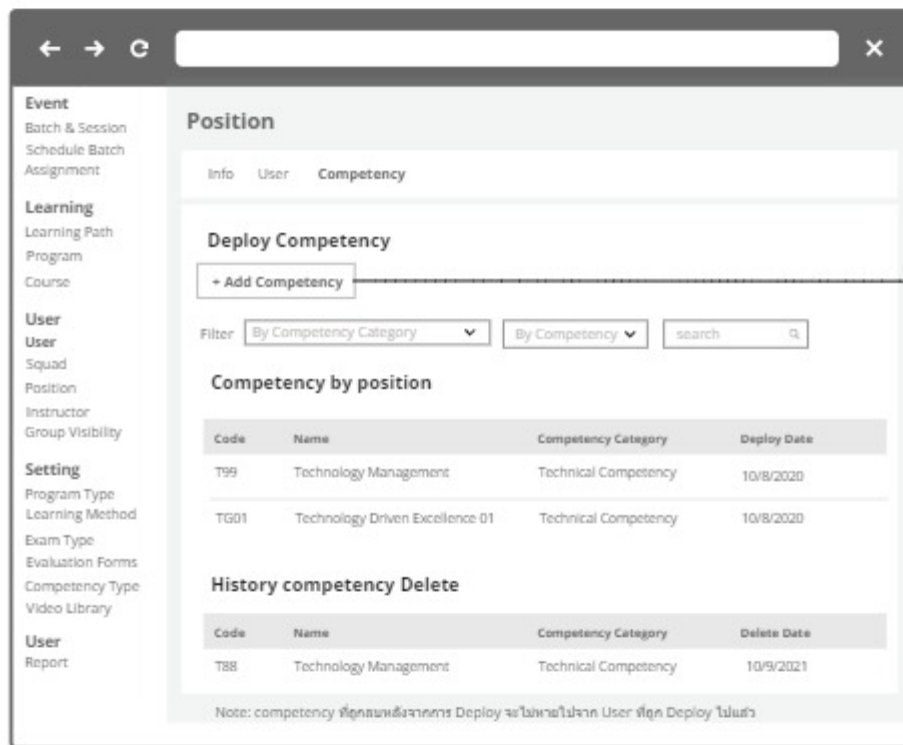 Event
Batch & Session
Schedule Batch
Assignment
Learning
Learning Path
Program
Course
User
User
Squad
Position
Instructor
Group Visibility
Setting
Program Type
Learning Method
Exam Type
Evaluation Forms
Competency Type
Video Library
User
Report
Position
Info User Competency
Deploy Competency
+ Add Competency
Filter By Competency Category By Competency search
Competency by position
Code Name Competency Category Deploy Date
T99 Technology Management Technical Competency 10/8/2020
TG01 Technology Driven Excellence 01 Technical Competency 10/8/2020
History competency Delete
Code Name Competency Category Delete Date
T88 Technology Management Technical Competency 10/9/2021
Note: competency ที่ถูกลบหลังจากการ Deploy จะไม่หายไปจาก User ที่ถูก Deploy ไปแล้ว